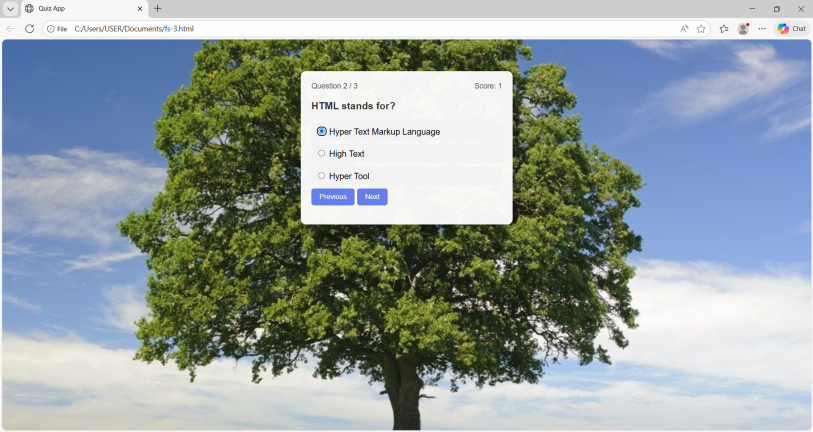 Quiz App
File C:/Users/USER/Documents/fs-3.html
Chat
Question 2 / 3 Score: 1
HTML stands for?
Hyper Text Markup Language
High Text
Hyper Tool
Previous Next